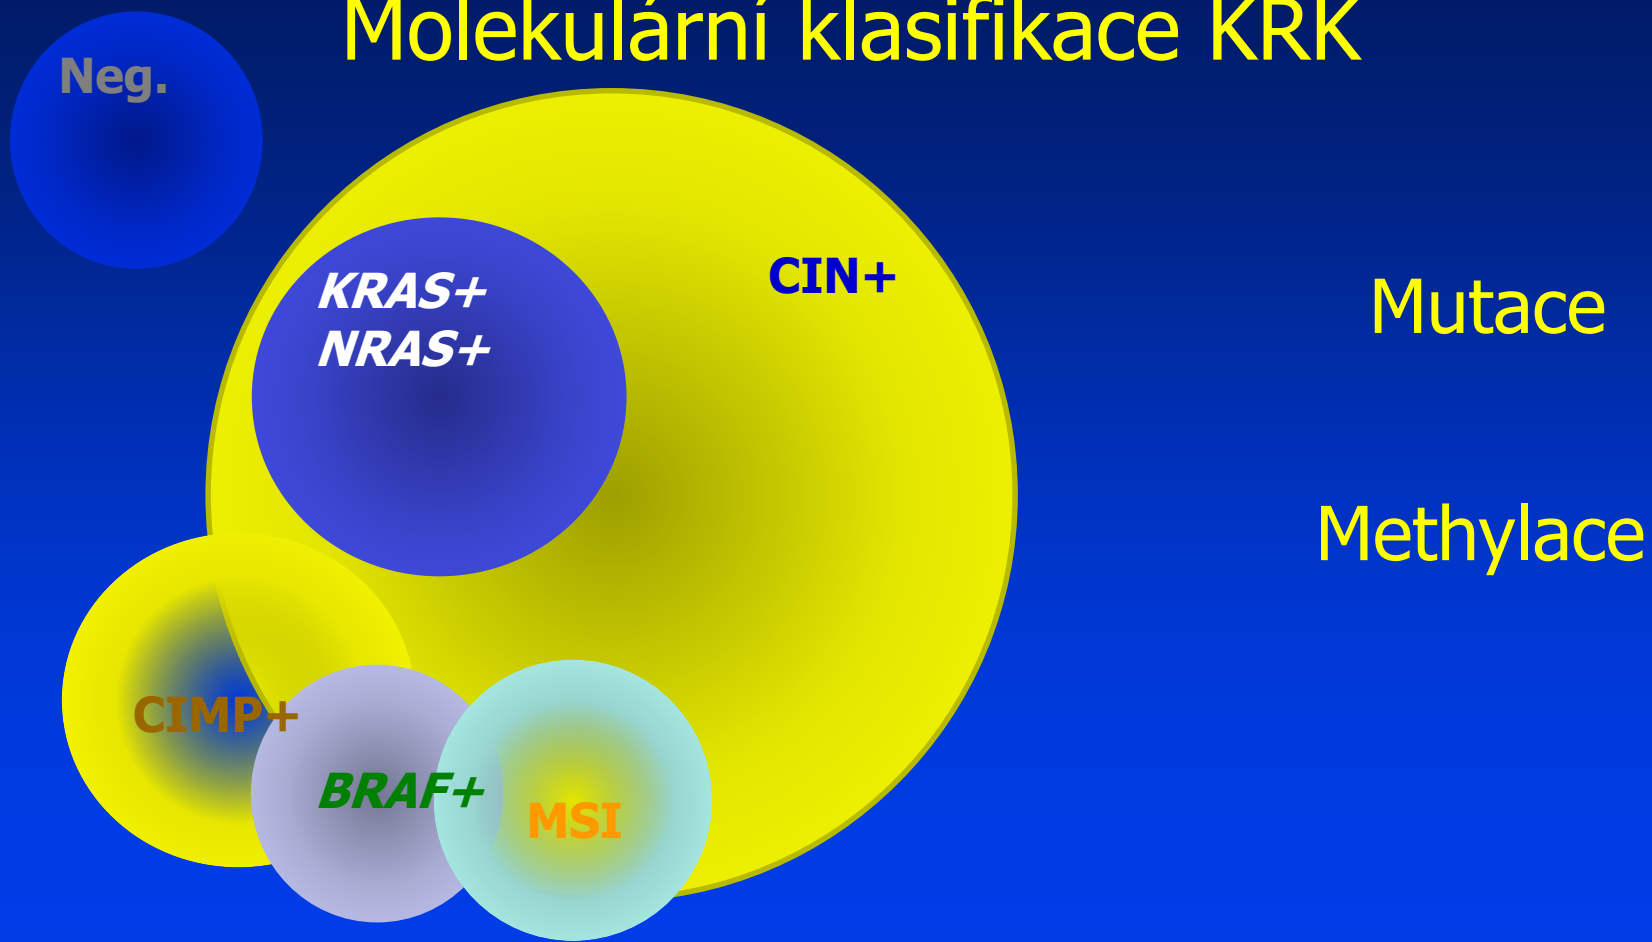 Molekulární klasifikace KRK
Neg.
KRAS+
NRAS+
CIN+
Mutace
Methylace
CIMP+
BRAF+
MSI